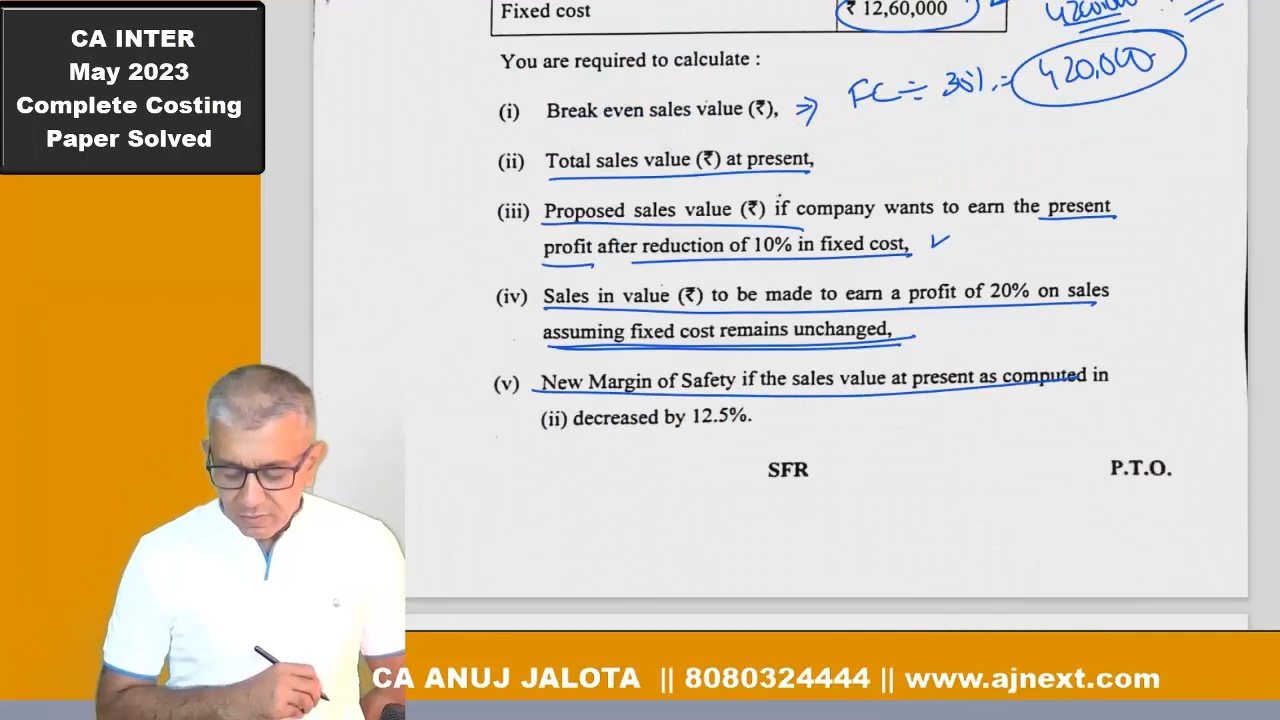 CA INTER
May 2023
Complete Costing
Paper Solved
Fixed cost ₹ 12,60,000
You are required to calculate :
FC ÷ 30% = 420,000
(i) Break even sales value (₹),
(ii) Total sales value (₹) at present,
(iii) Proposed sales value (₹) if company wants to earn the present
profit after reduction of 10% in fixed cost,
(iv) Sales in value (₹) to be made to earn a profit of 20% on sales
assuming fixed cost remains unchanged,
(v) New Margin of Safety if the sales value at present as computed in
(ii) decreased by 12.5%.
SFR P.T.O.
CA ANUJ JALOTA || 8080324444 || www.ajnext.com